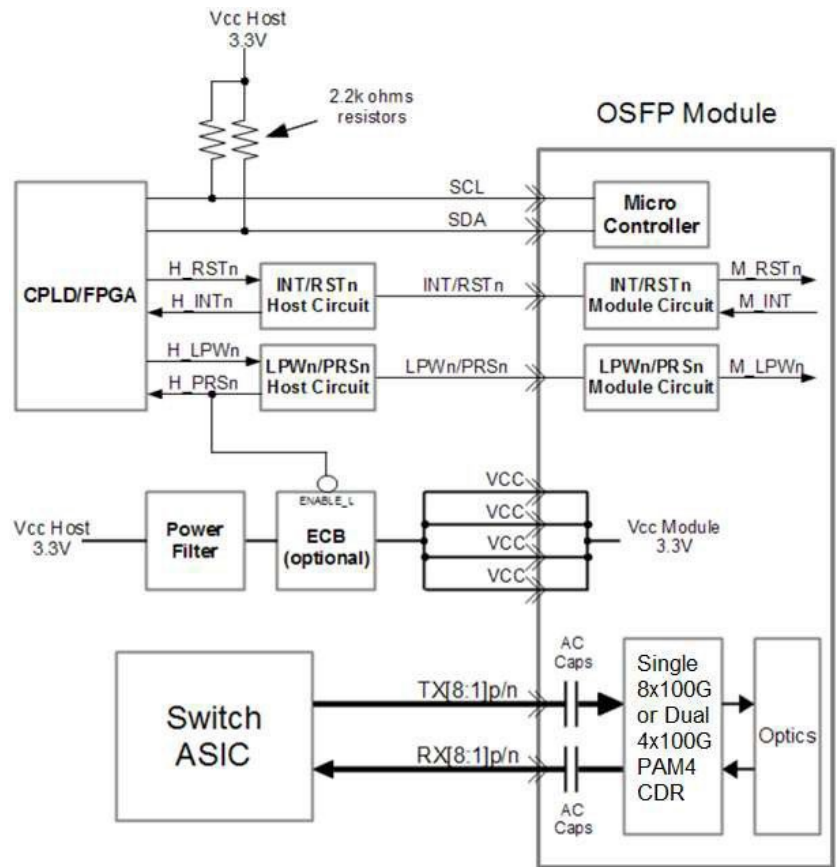 Vcc Host
3.3V
2.2k ohms
resistors
OSFP Module
SCL
SDA
Micro
Controller
CPLD/FPGA
H_RSTn
H_INTn
INT/RSTn
Host Circuit
INT/RSTn
INT/RSTn
Module Circuit
M_RSTn
M_INT
H_LPWn
H_PRSn
LPWn/PRSn
Host Circuit
LPWn/PRSn
LPWn/PRSn
Module Circuit
M_LPWn
Vcc Host
3.3V
Power
Filter
ENABLE_L
ECB
(optional)
VCC
VCC
VCC
VCC
Vcc Module
3.3V
Switch
ASIC
TX[8:1]p/n
RX[8:1]p/n
AC
Caps
AC
Caps
Single
8x100G
or Dual
4x100G
PAM4
CDR
Optics